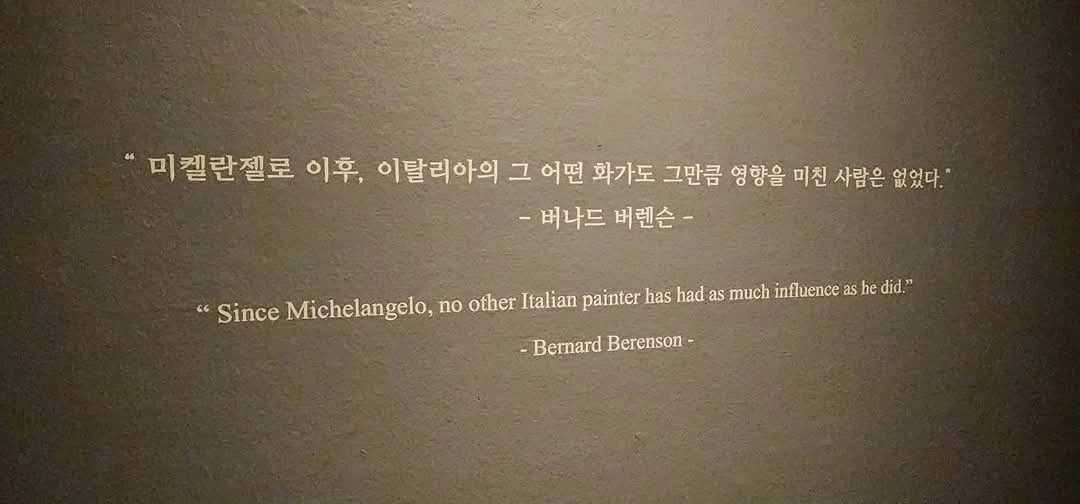 “ 미켈란젤로 이후, 이탈리아의 그 어떤 화가도 그만큼 영향을 미친 사람은 없었다.”
- 버나드 버렌슨 -
“ Since Michelangelo, no other Italian painter has had as much influence as he did.”
- Bernard Berenson -